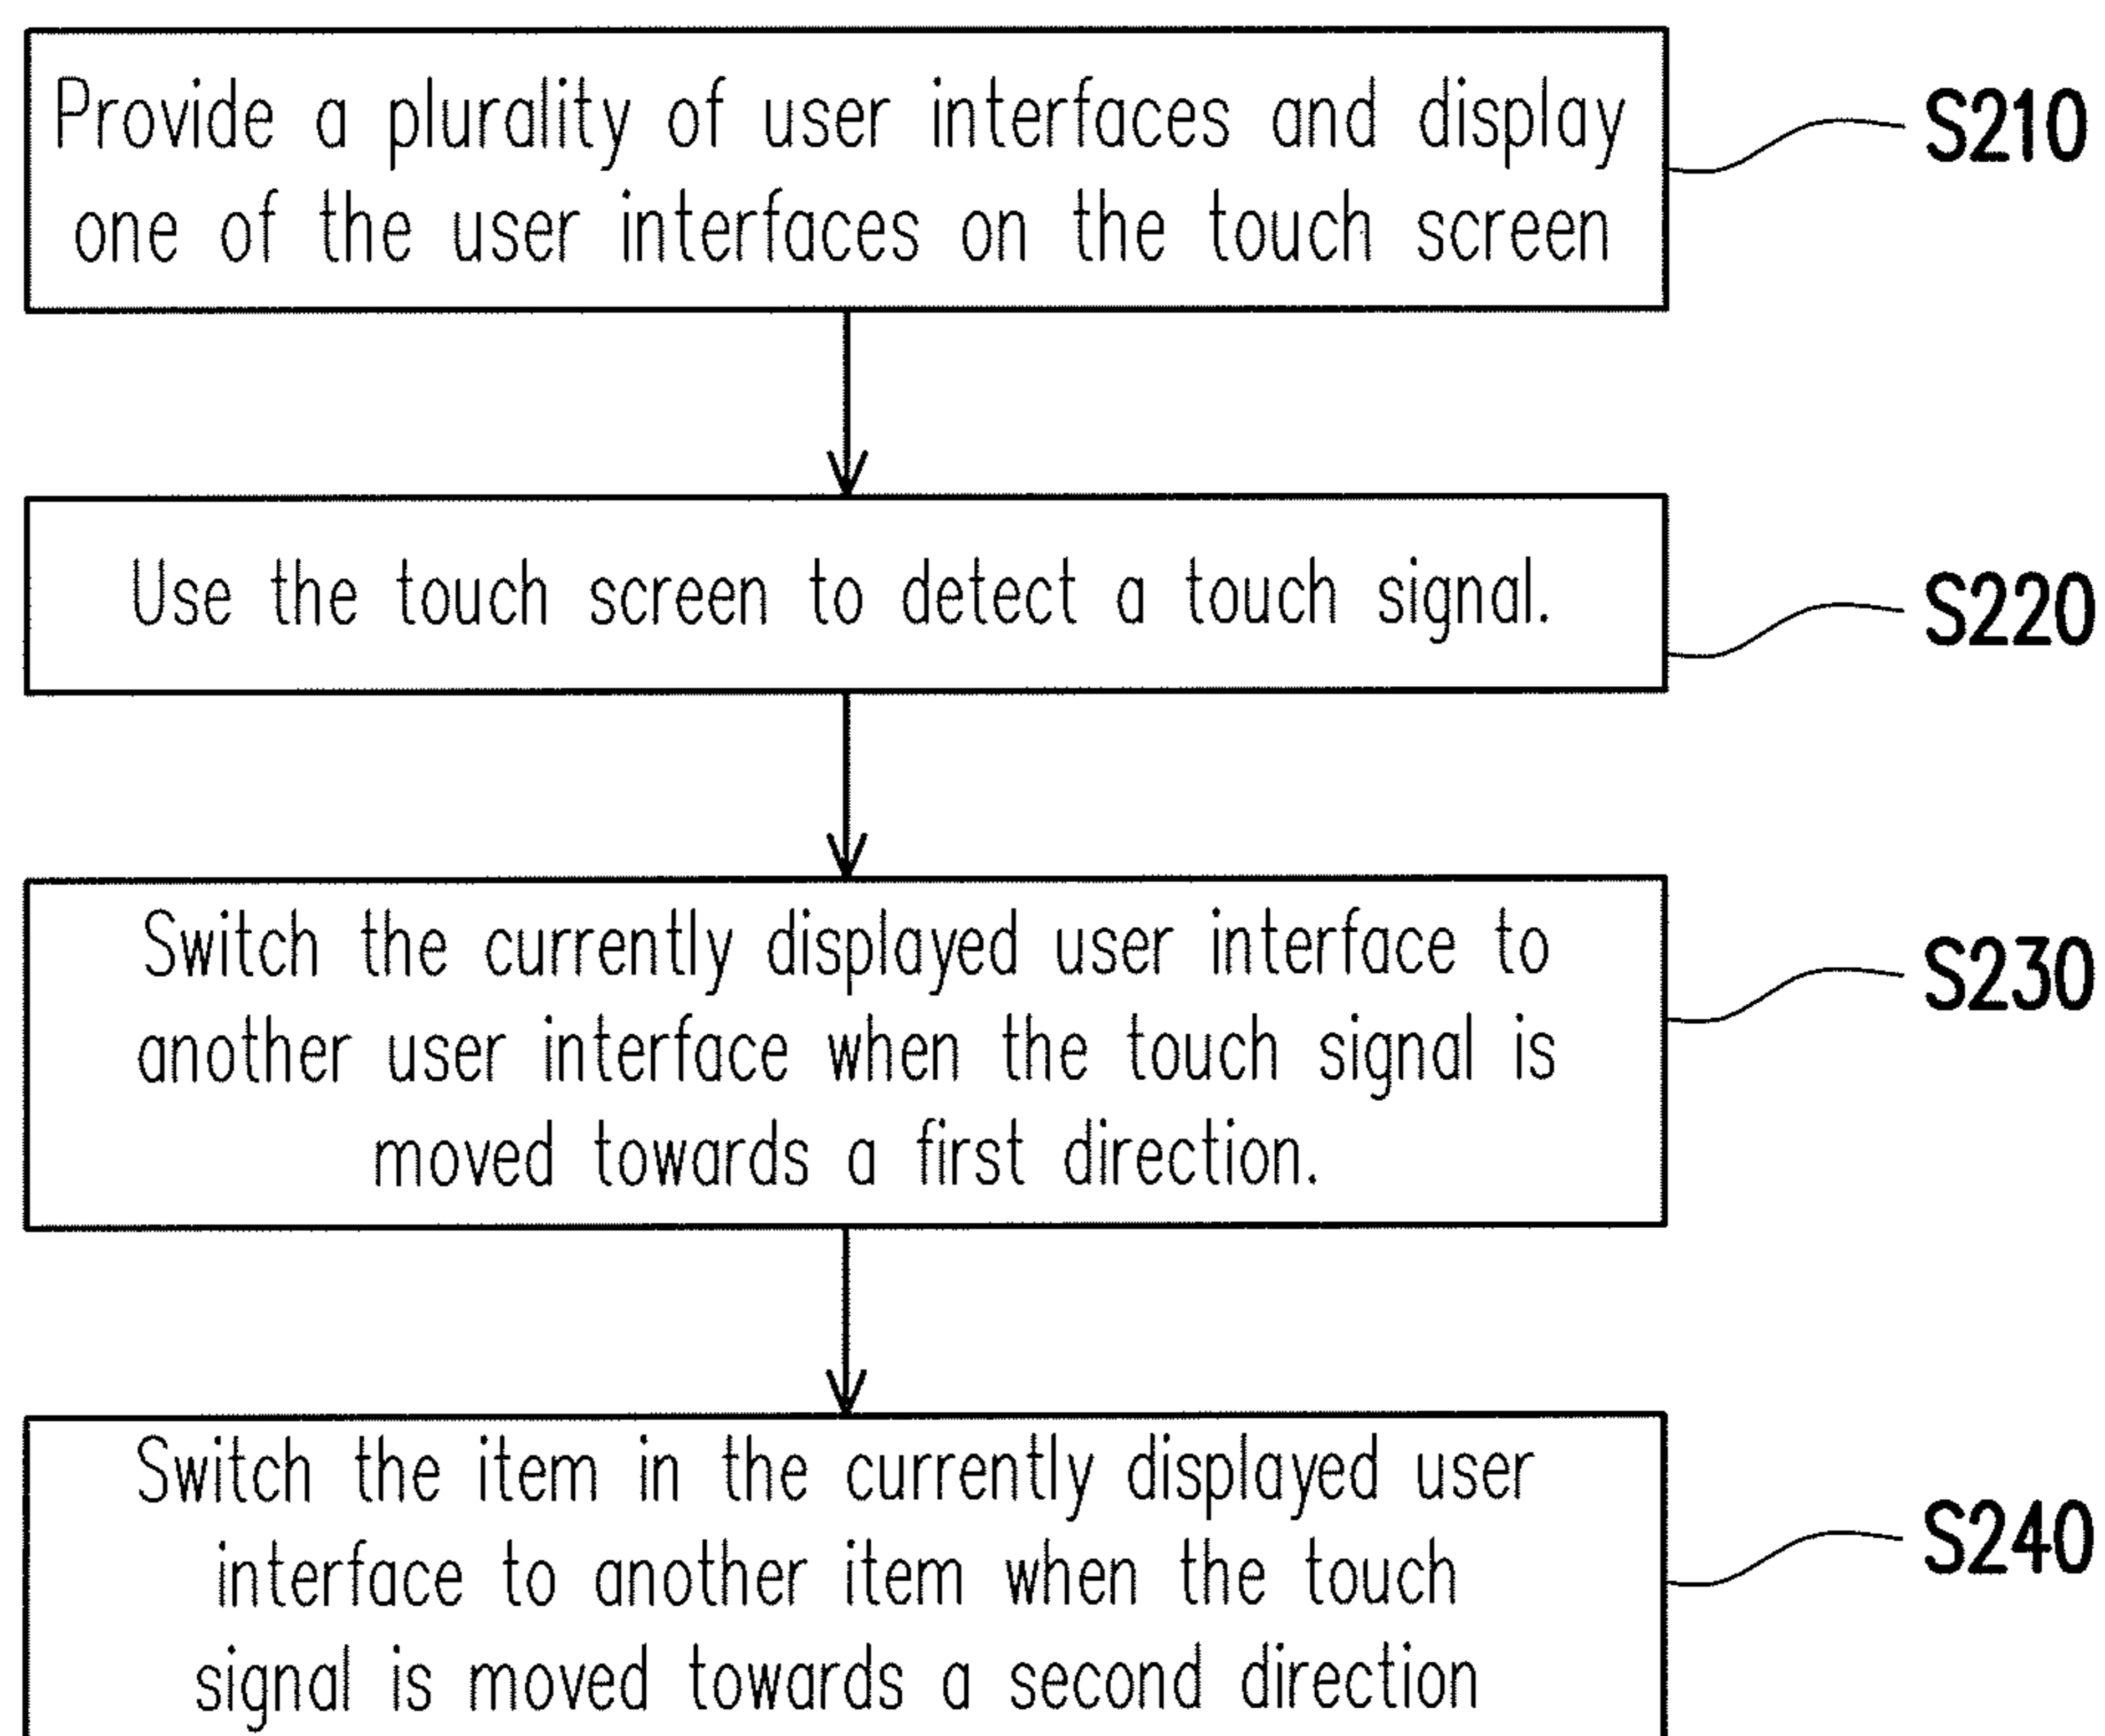 Provide a plurality of user interfaces and display
one of the user interfaces on the touch screen
S210
Use the touch screen to detect a touch signal.
S220
Switch the currently displayed user interface to
another user interface when the touch signal is
moved towards a first direction.
S230
Switch the item in the currently displayed user
interface to another item when the touch
signal is moved towards a second direction
S240